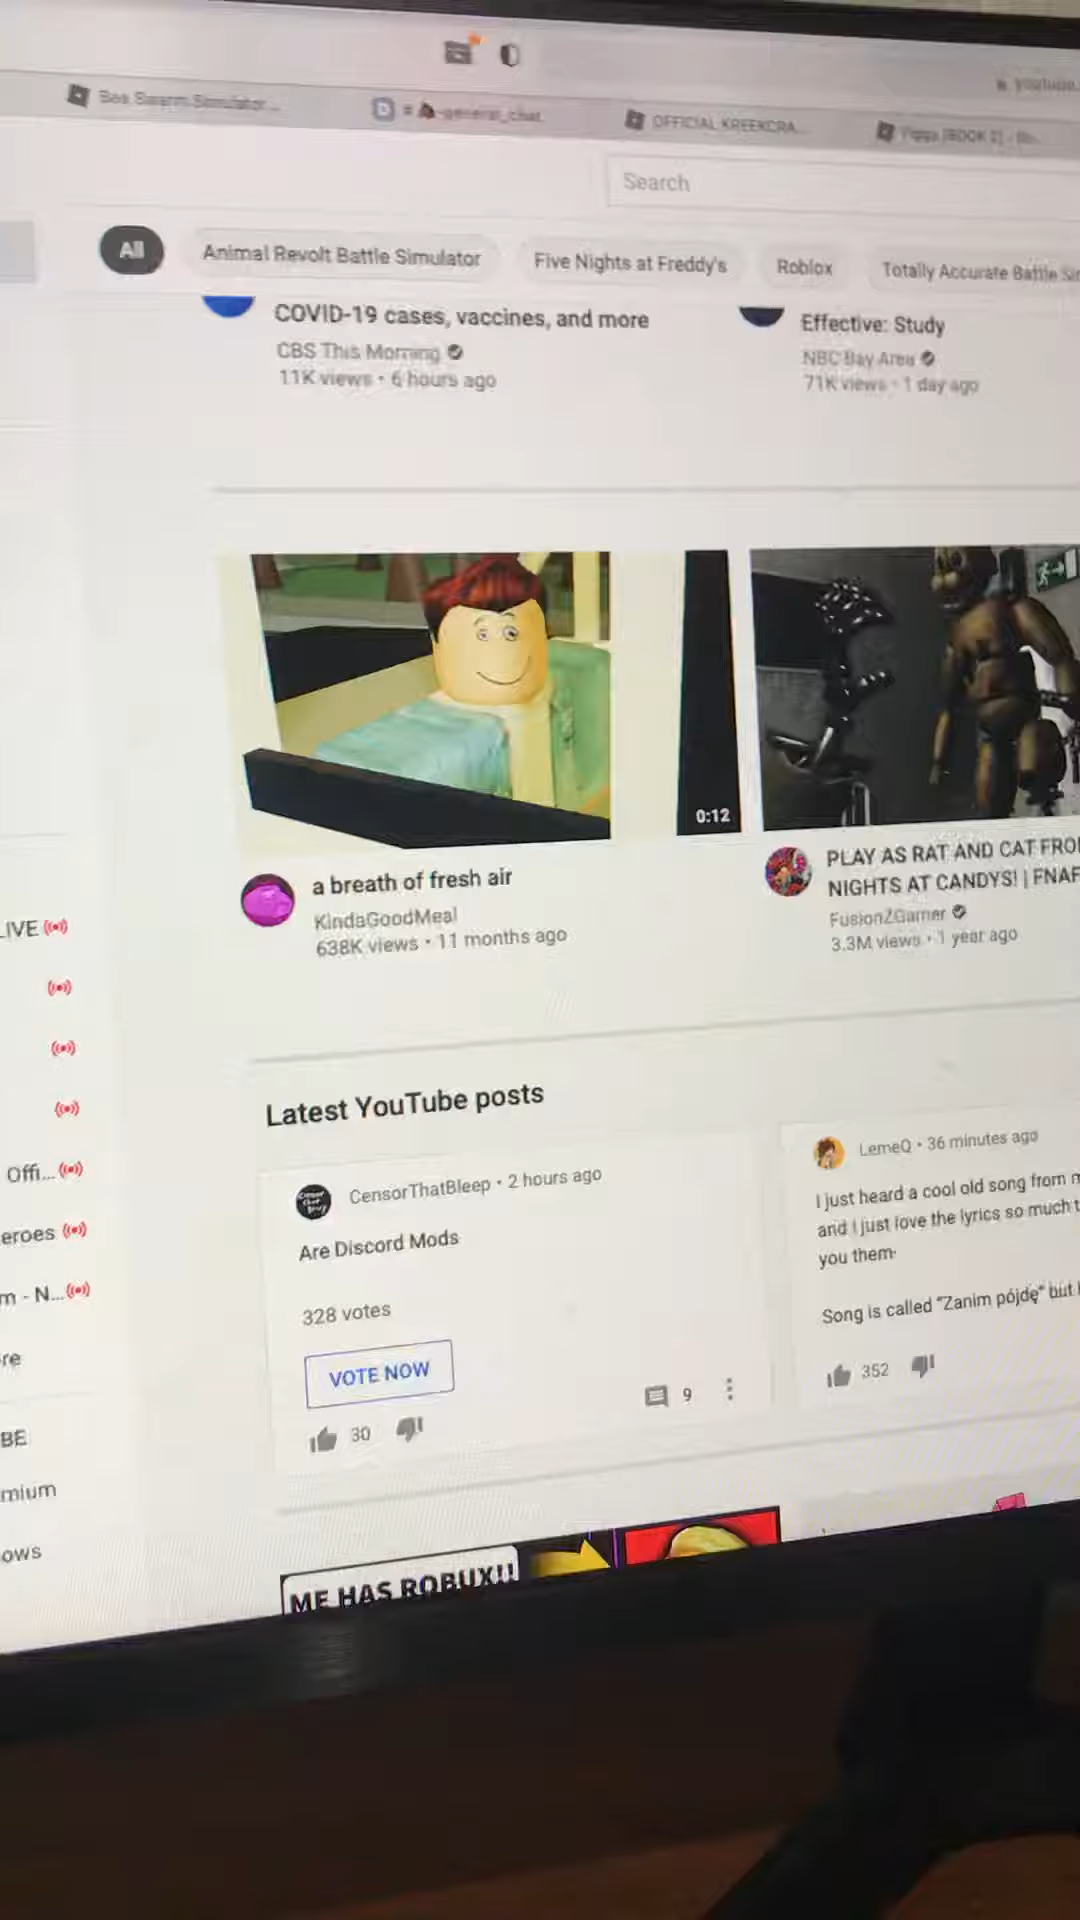 youtube.
Bee Swarm Simulator ...
#
-general_chat
OFFICIAL KREEKCRA...
Piggy [BOOK 2]
Search
All
Animal Revolt Battle Simulator
Five Nights at Freddy's
Roblox
Totally Accurate Battle Sim
COVID-19 cases, vaccines, and more
CBS This Morning
11K views • 6 hours ago
Effective: Study
NBC Bay Area
71K views • 1 day ago
0:12
a breath of fresh air
KindaGoodMeal
638K views • 11 months ago
PLAY AS RAT AND CAT FRO
NIGHTS AT CANDYS! | FNAF
FusionZGamer
3.3M views • 1 year ago
LIVE
Offi...
eroes
m - N...
re
BE
mium
ows
Latest YouTube posts
CensorThatBleep • 2 hours ago
Are Discord Mods
328 votes
VOTE NOW
30
9
LemeQ • 36 minutes ago
I just heard a cool old song from m
and I just love the lyrics so much t
you them-
Song is called "Zanim pójdę" but
352
ME HAS ROBUX!!